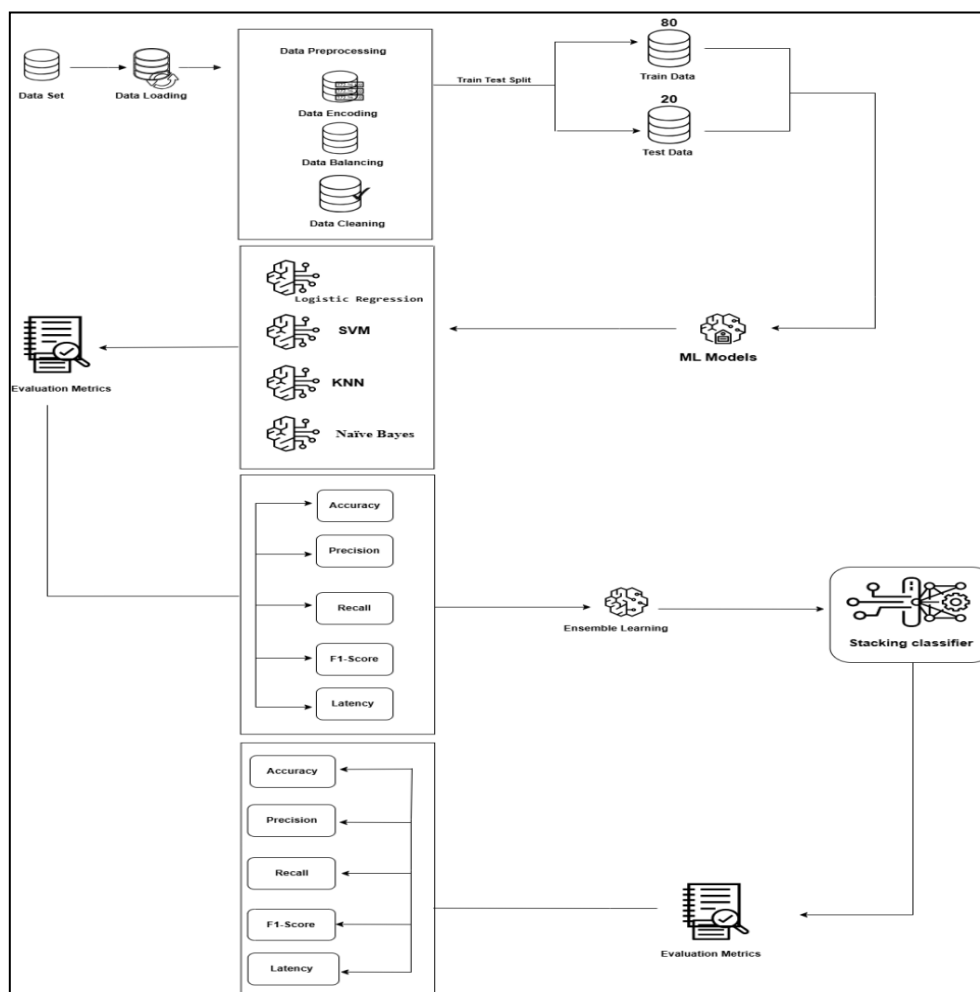 Data Set
Data Loading
Data Preprocessing
Data Encoding
Data Balancing
Data Cleaning
Train Test Split
80
Train Data
20
Test Data
ML Models
Logistic Regression
SVM
KNN
Naïve Bayes
Evaluation Metrics
Accuracy
Precision
Recall
F1-Score
Latency
Ensemble Learning
Stacking classifier
Evaluation Metrics
Accuracy
Precision
Recall
F1-Score
Latency